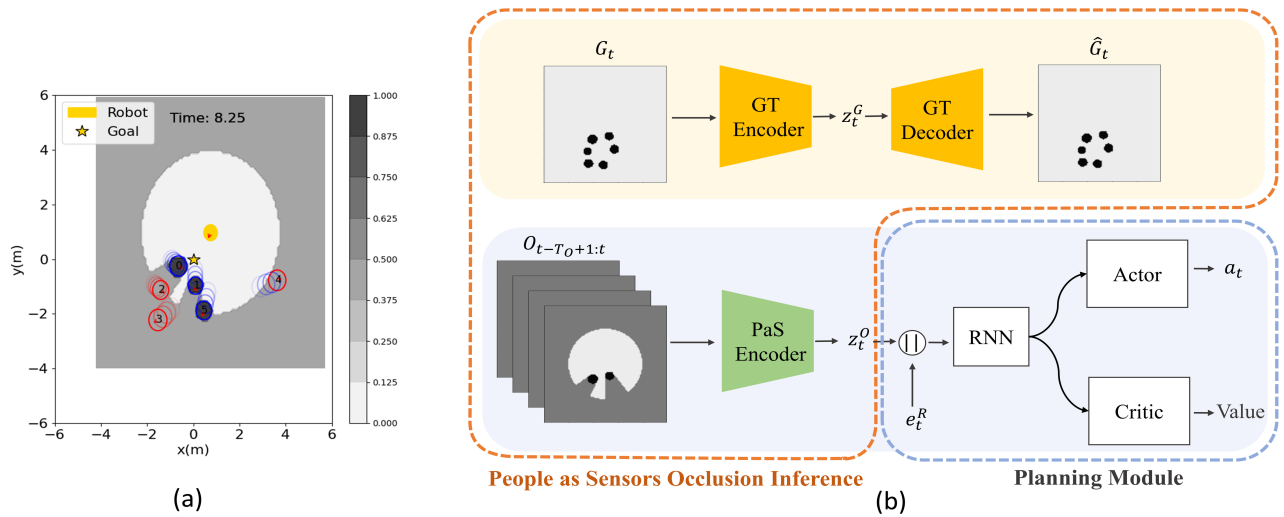 Robot
Goal
Time: 8.25
6
4
2
0
−2
−4
−6
y(m)
−6
−4
−2
0
2
4
6
x(m)
0
1
2
3
4
5
1.000
0.875
0.750
0.625
0.500
0.375
0.250
0.125
0.000
(a)
G_t
Ĝ_t
GT
Encoder
z_t^G
GT
Decoder
O_{t−T_O+1:t}
PaS
Encoder
z_t^O
||
e_t^R
RNN
Actor
a_t
Critic
Value
People as Sensors Occlusion Inference
Planning Module
(b)